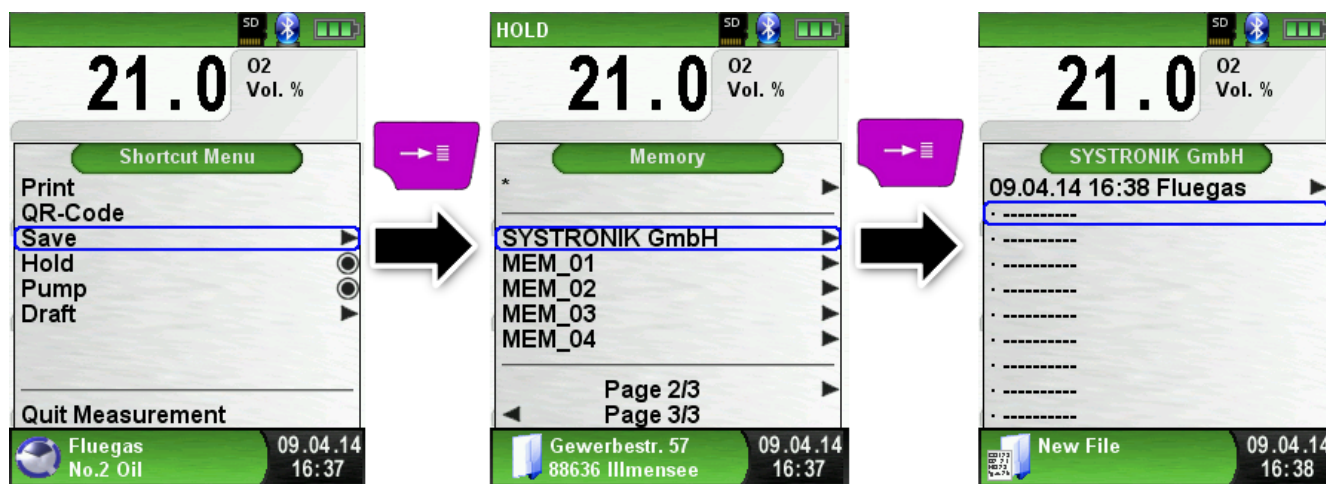 SD
21.0 O2
Vol. %
Shortcut Menu
Print
QR-Code
Save
Hold
Pump
Draft
Quit Measurement
Fluegas
No.2 Oil
09.04.14
16:37
HOLD
SD
21.0 O2
Vol. %
Memory
*
SYSTRONIK GmbH
MEM_01
MEM_02
MEM_03
MEM_04
Page 2/3
Page 3/3
Gewerbestr. 57
88636 Illmensee
09.04.14
16:37
SD
21.0 O2
Vol. %
SYSTRONIK GmbH
09.04.14 16:38 Fluegas
· ----------
· ----------
· ----------
· ----------
· ----------
· ----------
· ----------
· ----------
· ----------
New File
09.04.14
16:38